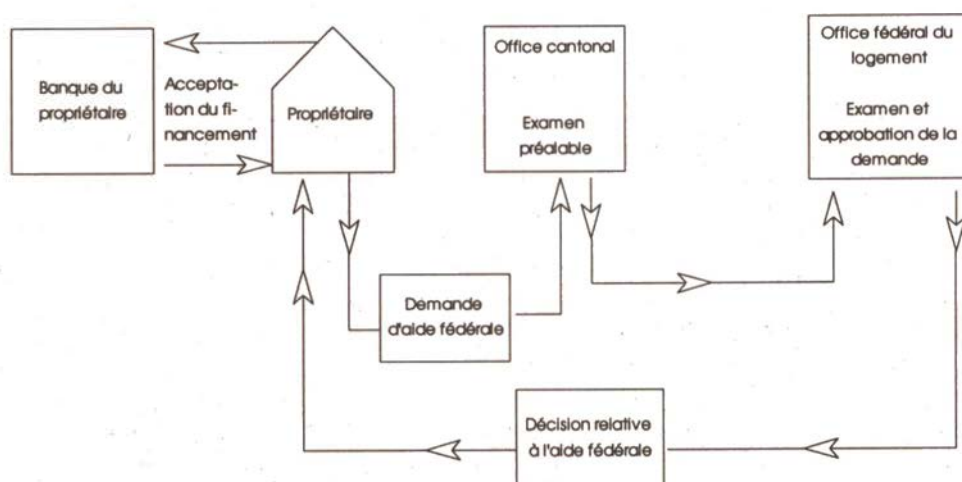 Banque du
propriétaire
Accepta-
tion du fi-
nancement
Propriétaire
Office cantonal
Examen
préalable
Office fédéral du
logement
Examen et
approbation de la
demande
Demande
d'aide fédérale
Décision relative
à l'aide fédérale